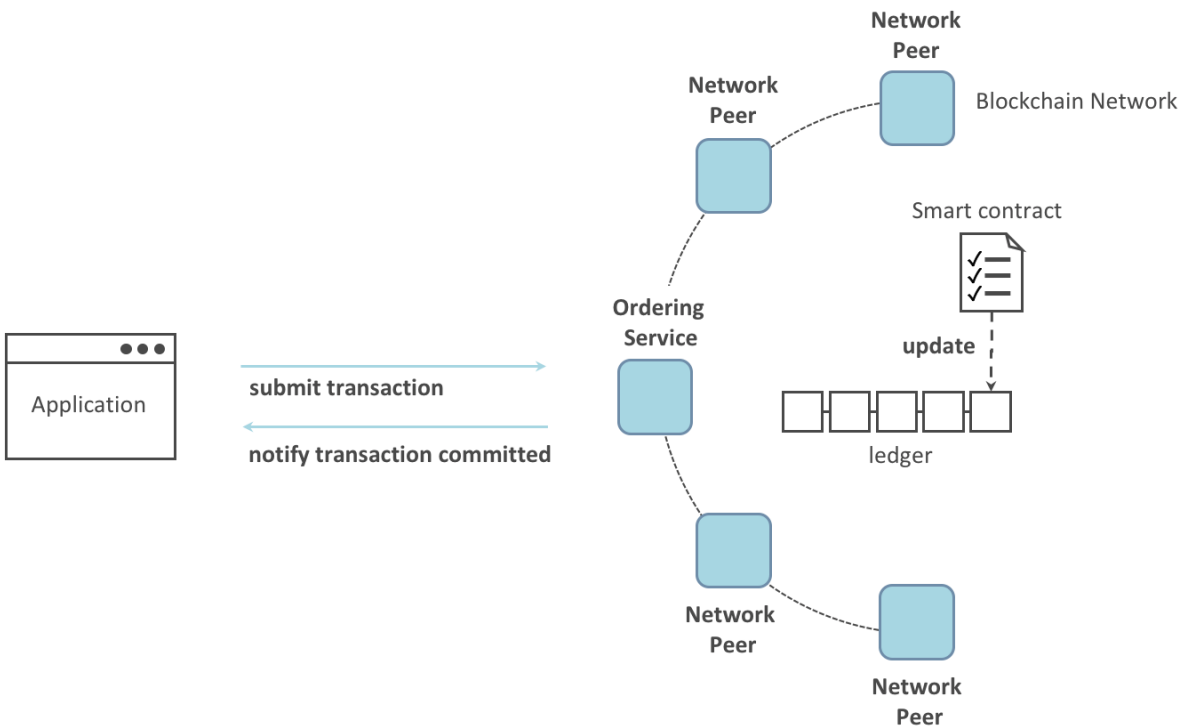 Network
Peer
Network
Peer
Blockchain Network
Smart contract
Ordering
Service
update
Application
submit transaction
notify transaction committed
ledger
Network
Peer
Network
Peer